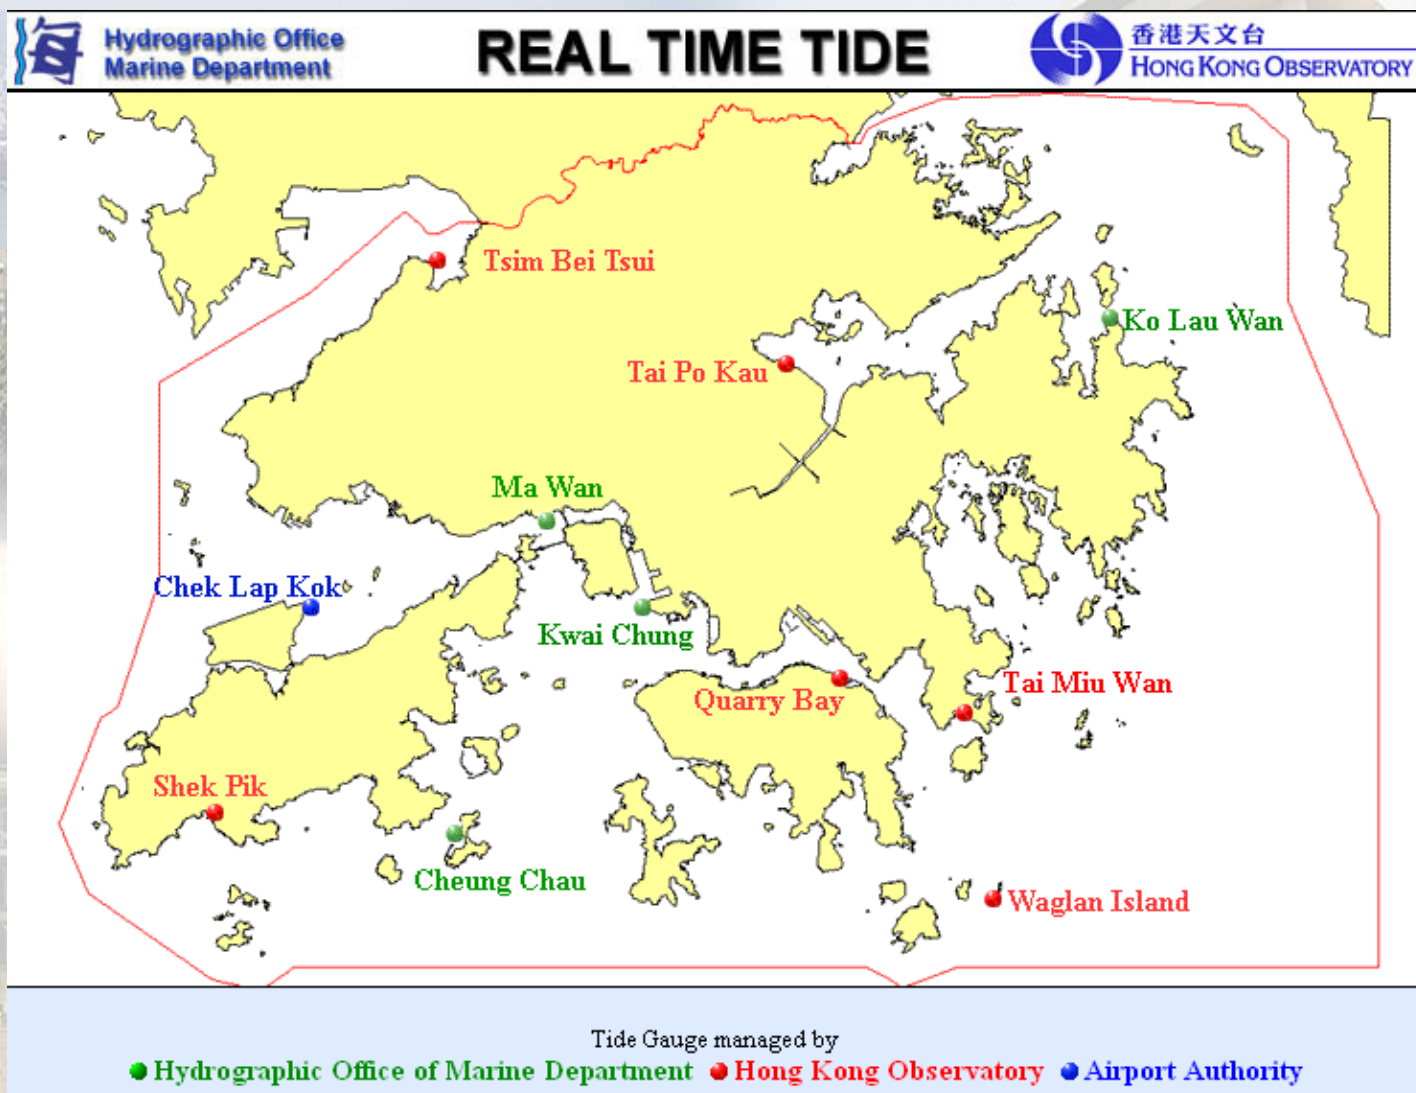 Hydrographic Office
Marine Department
REAL TIME TIDE
香港天文台
HONG KONG OBSERVATORY
Tsim Bei Tsui
Ko Lau Wan
Tai Po Kau
Ma Wan
Chek Lap Kok
Kwai Chung
Tai Miu Wan
Quarry Bay
Shek Pik
Cheung Chau
Waglan Island
Tide Gauge managed by
Hydrographic Office of Marine Department Hong Kong Observatory Airport Authority